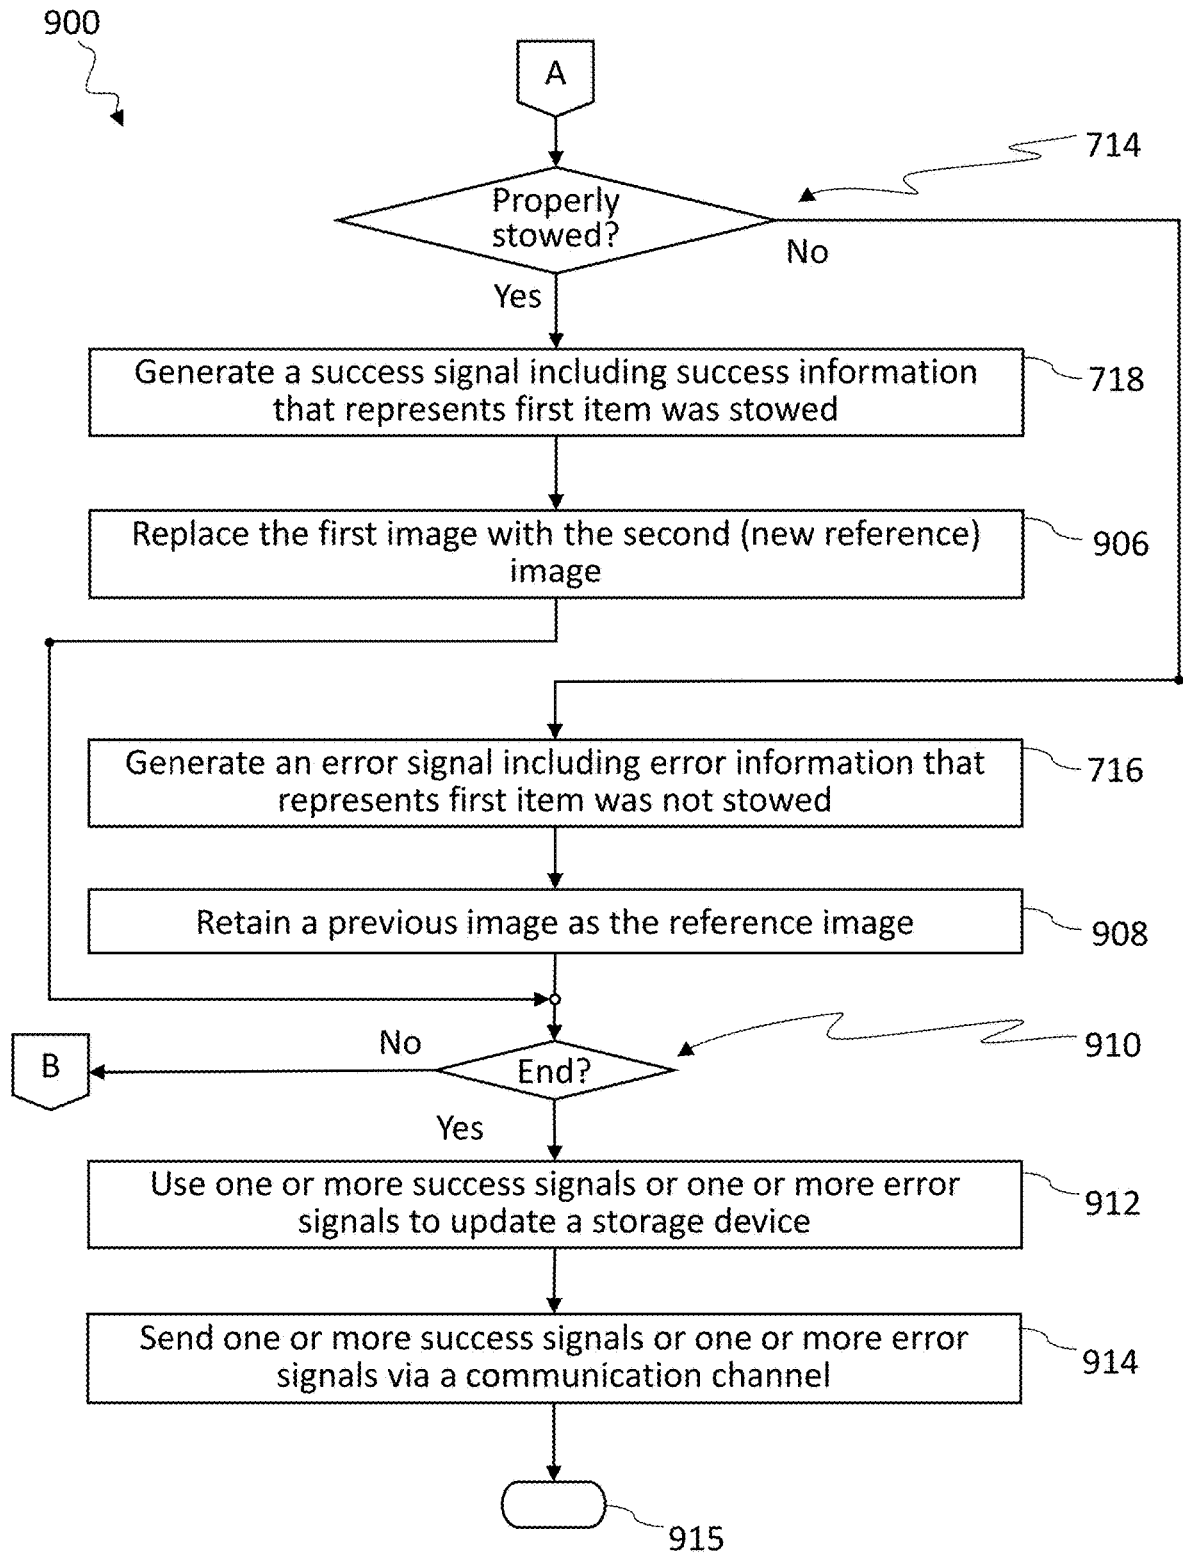 900
A
714
Properly
stowed?
No
Yes
Generate a success signal including success information
that represents first item was stowed
718
Replace the first image with the second (new reference)
image
906
Generate an error signal including error information that
represents first item was not stowed
716
Retain a previous image as the reference image
908
No
910
B
End?
Yes
Use one or more success signals or one or more error
signals to update a storage device
912
Send one or more success signals or one or more error
signals via a communication channel
914
915